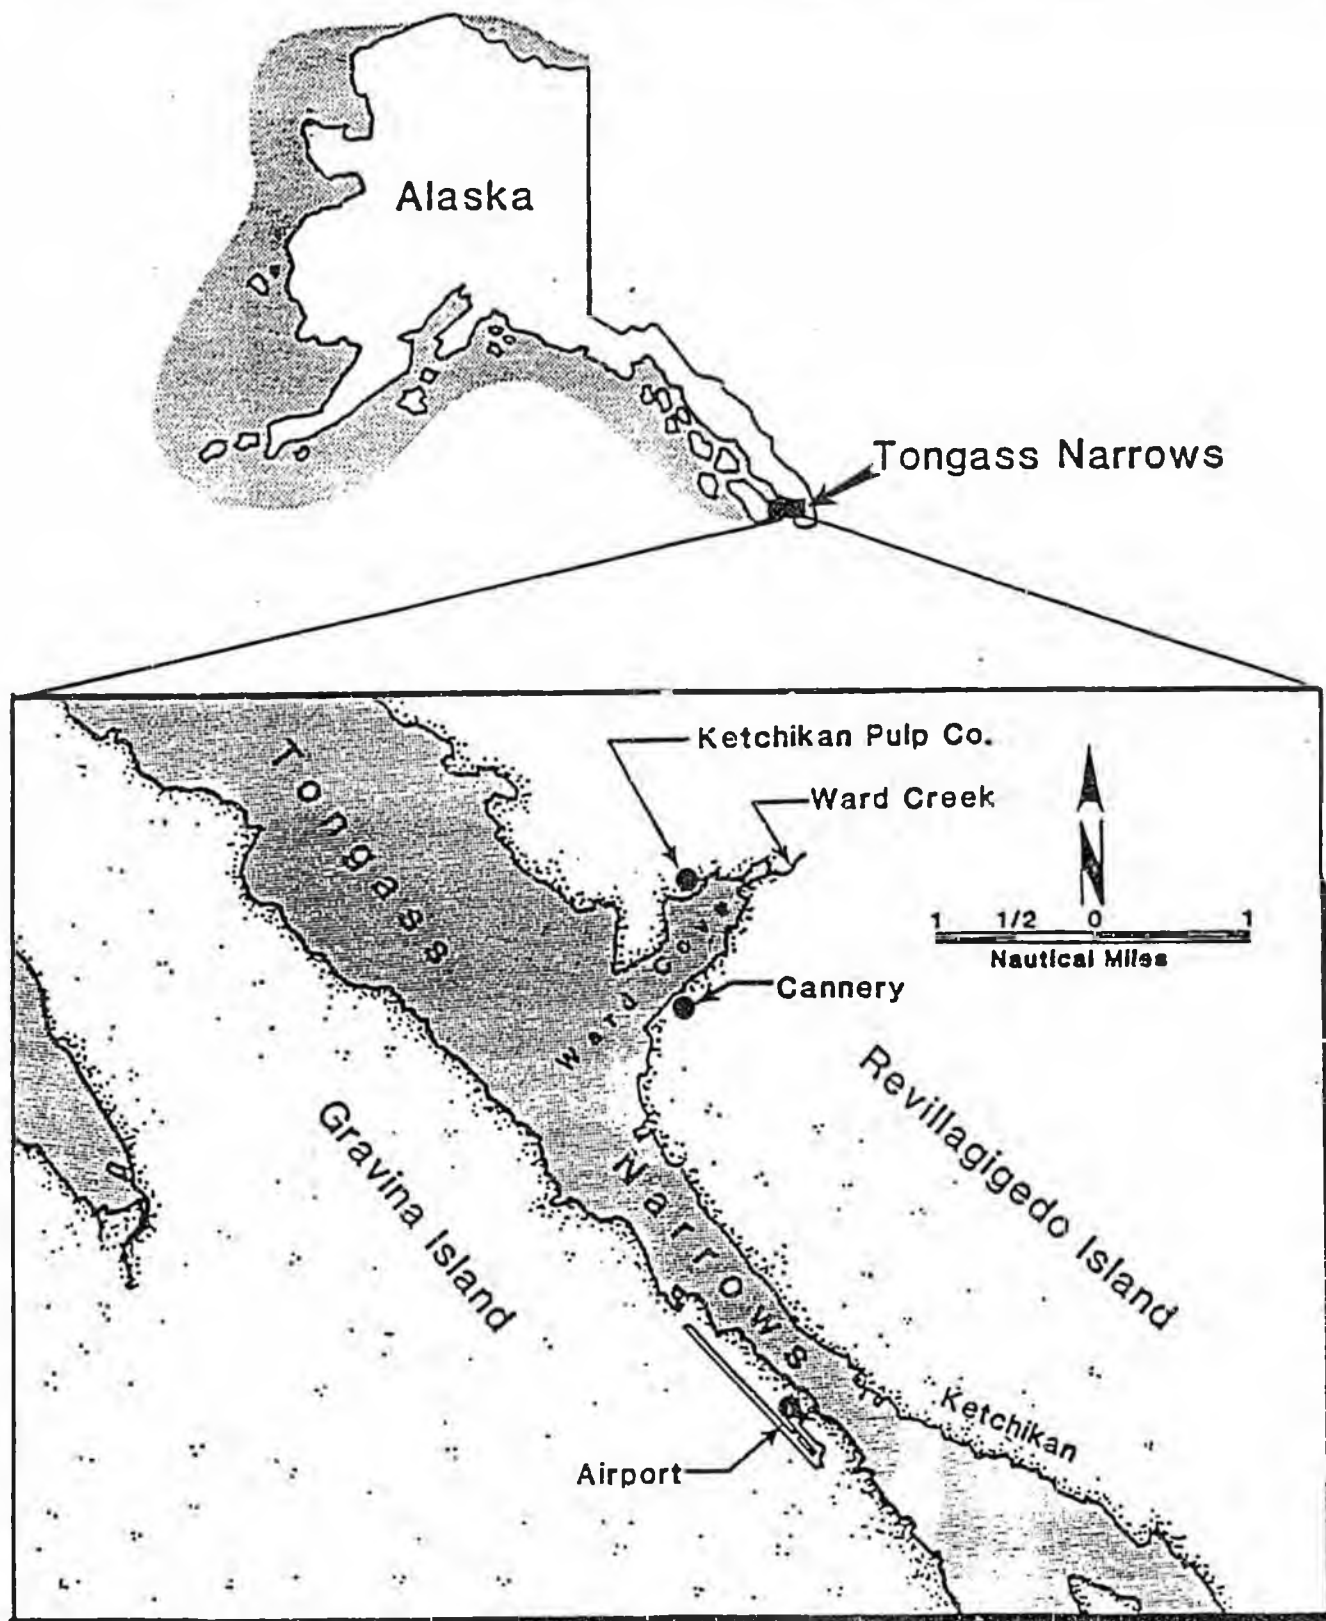 Alaska
Tongass Narrows
Ketchikan Pulp Co.
Ward Creek
Tongass
Ward Cove
1 1/2 0 1
Nautical Miles
Cannery
Revillagigedo Island
Gravina Island
Narrows
Ketchikan
Airport